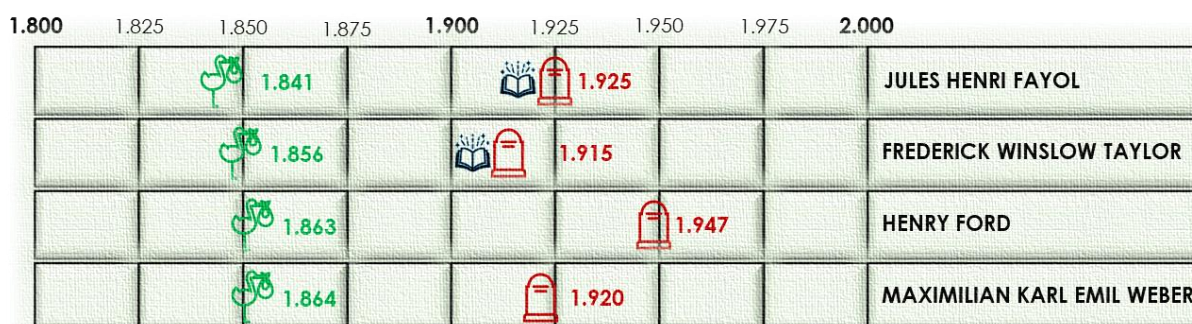 1.800 1.825 1.850 1.875 1.900 1.925 1.950 1.975 2.000
1.841 1.925 JULES HENRI FAYOL
1.856 1.915 FREDERICK WINSLOW TAYLOR
1.863 1.947 HENRY FORD
1.864 1.920 MAXIMILIAN KARL EMIL WEBER